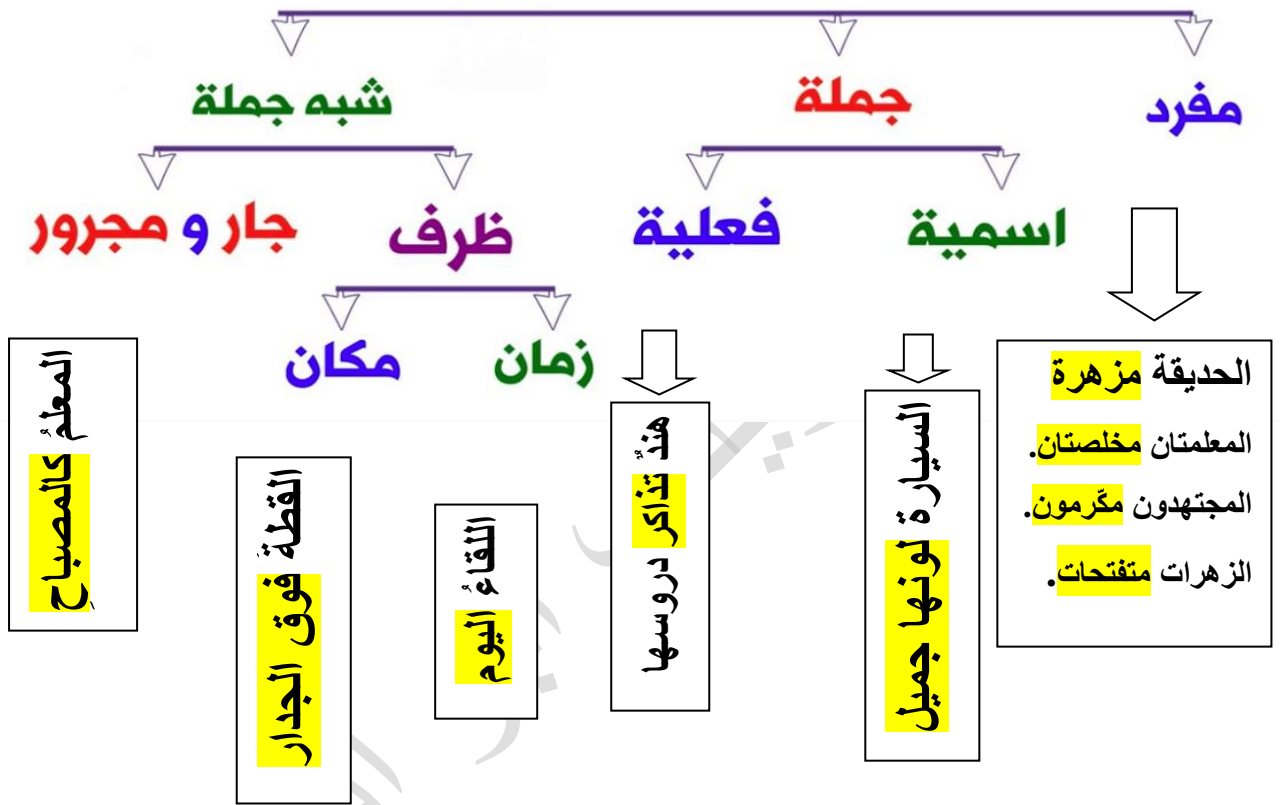 مفرد
جملة
شبه جملة
اسمية
فعلية
ظرف
جار و مجرور
زمان
مكان
الحديقة مزهرة
المعلمتان مخلصتان.
المجتهدون مكّرمون.
الزهرات متفتحات.
السيارة لونها جميل
هندٌ تذاكر دروسها
اللقاءُ اليوم
القطةَ فوق الجدار
المعلمُ كالمصباحِ